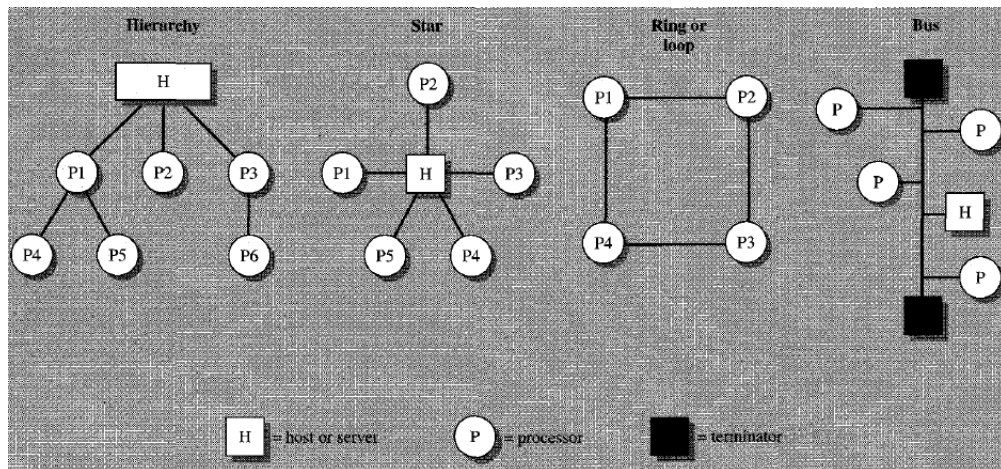 Hierarchy
Star
Ring or
loop
Bus
H
P1
P2
P3
P4
P5
P6
P2
P1
H
P3
P5
P4
P1
P2
P4
P3
P
P
P
H
P
H = host or server
P = processor
= terminator